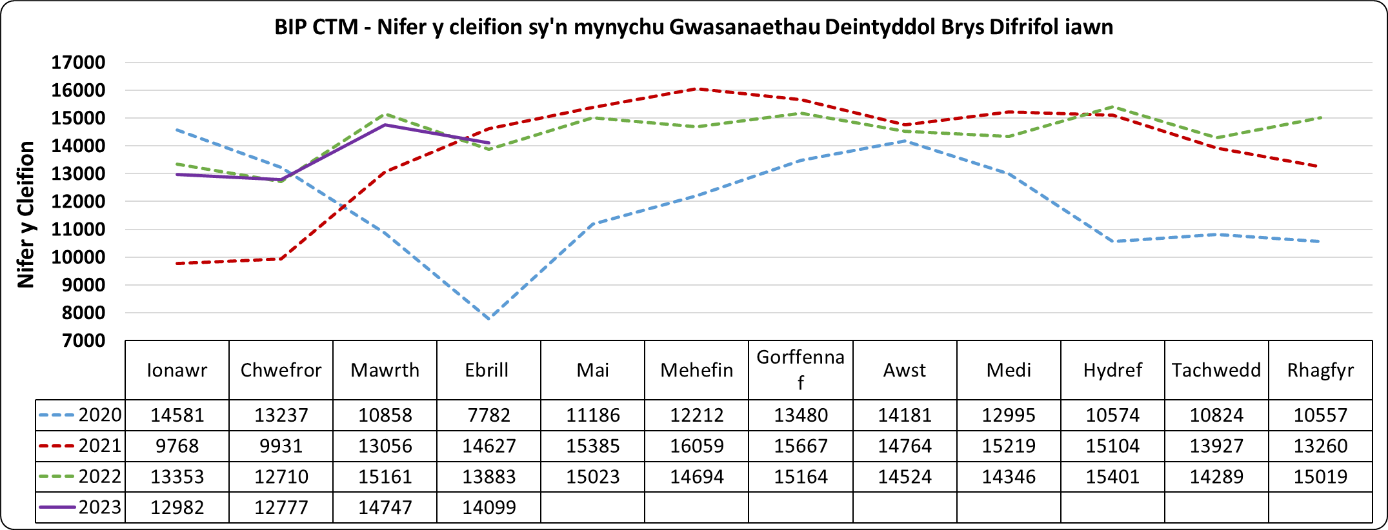 BIP CTM - Nifer y cleifion sy'n mynychu Gwasanaethau Deintyddol Brys Difrifol iawn
Nifer y Cleifion
17000
16000
15000
14000
13000
12000
11000
10000
9000
8000
7000
Ionawr Chwefror Mawrth Ebrill Mai Mehefin Gorffenna Awst Medi Hydref Tachwedd Rhagfyr
f
2020 14581 13237 10858 7782 11186 12212 13480 14181 12995 10574 10824 10557
2021 9768 9931 13056 14627 15385 16059 15667 14764 15219 15104 13927 13260
2022 13353 12710 15161 13883 15023 14694 15164 14524 14346 15401 14289 15019
2023 12982 12777 14747 14099